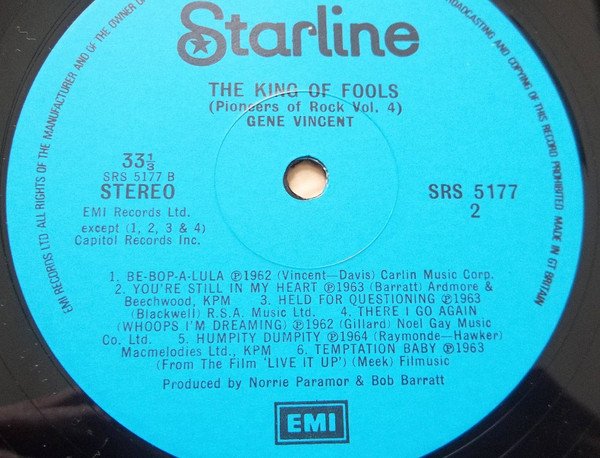 Starline
THE KING OF FOOLS
(Pioneers of Rock Vol. 4)
GENE VINCENT
33⅓
SRS 5177 B
STEREO
EMI Records Ltd.
except (1, 2, 3 & 4)
Capitol Records Inc.
SRS 5177
2
1. BE-BOP-A-LULA ℗1962 (Vincent—Davis) Carlin Music Corp.
2. YOU'RE STILL IN MY HEART ℗1963 (Barratt) Ardmore &
Beechwood, KPM 3. HELD FOR QUESTIONING ℗1963
(Blackwell) R.S.A. Music Ltd. 4. THERE I GO AGAIN
(WHOOPS I'M DREAMING) ℗1962 (Gillard) Noel Gay Music
Co. Ltd. 5. HUMPITY DUMPITY ℗1964 (Raymonde—Hawker)
Macmelodies Ltd., KPM 6. TEMPTATION BABY ℗1963
(From The Film 'LIVE IT UP') (Meek) Filmusic
Produced by Norrie Paramor & Bob Barratt
EMI
EMI RECORDS LTD ALL RIGHTS OF THE MANUFACTURER AND OF THE OWNER OF
BROADCASTING AND COPYING OF THIS RECORD PROHIBITED MADE IN GT BRITAIN